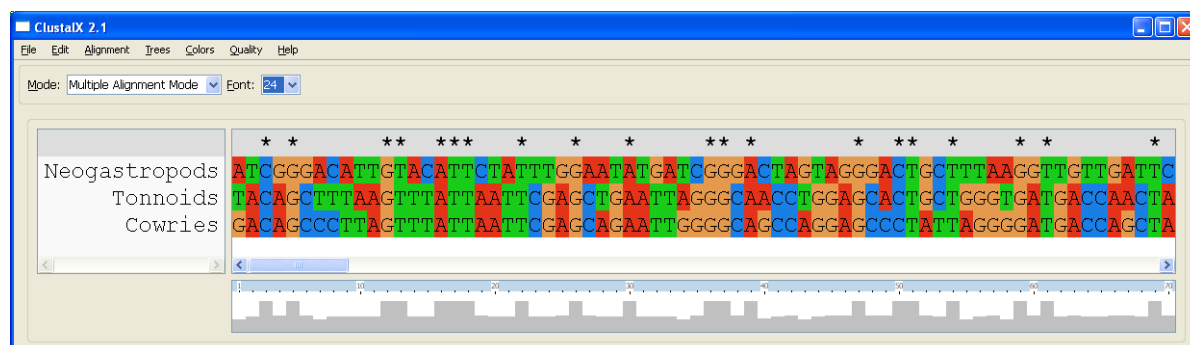 ClustalX 2.1
File Edit Alignment Trees Colors Quality Help
Mode: Multiple Alignment Mode Font: 24
* * ** *** * * * ** * * ** * * * *
Neogastropods ATCGGGACATTGTACATTCTATTTGGAATATGATCGGGACTAGTAGGGACTGCTTTAAGGTTGTTGATTC
Tonnoids TACAGCTTTAAGTTTATTAATTCGAGCTGAATTAGGGCAACCTGGAGCACTGCTGGGTGATGACCAACTA
Cowries GACAGCCCTTAGTTTATTAATTCGAGCAGAATTGGGGCAGCCAGGAGCCCTATTAGGGGATGACCAGCTA
1 10 20 30 40 50 60 70